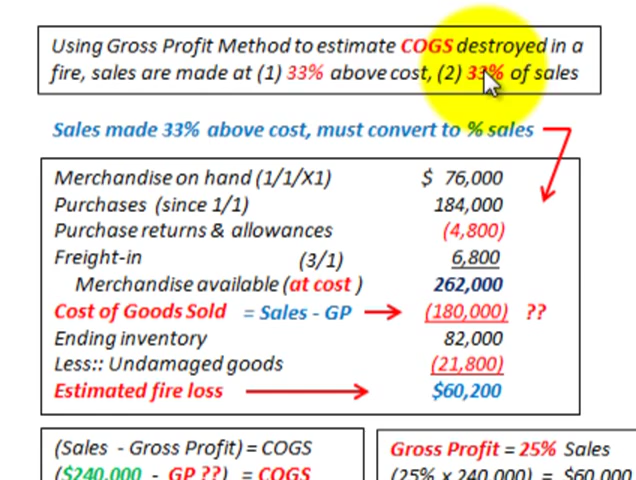 Using Gross Profit Method to estimate COGS destroyed in a
fire, sales are made at (1) 33% above cost, (2) 33% of sales
Sales made 33% above cost, must convert to % sales
Merchandise on hand (1/1/X1) $ 76,000
Purchases (since 1/1) 184,000
Purchase returns & allowances (4,800)
Freight-in (3/1) 6,800
Merchandise available (at cost ) 262,000
Cost of Goods Sold = Sales - GP (180,000) ??
Ending inventory 82,000
Less:: Undamaged goods (21,800)
Estimated fire loss $60,200
(Sales - Gross Profit) = COGS
($240,000 - GP ??) = COGS
Gross Profit = 25% Sales
(25% x 240,000) = $60,000